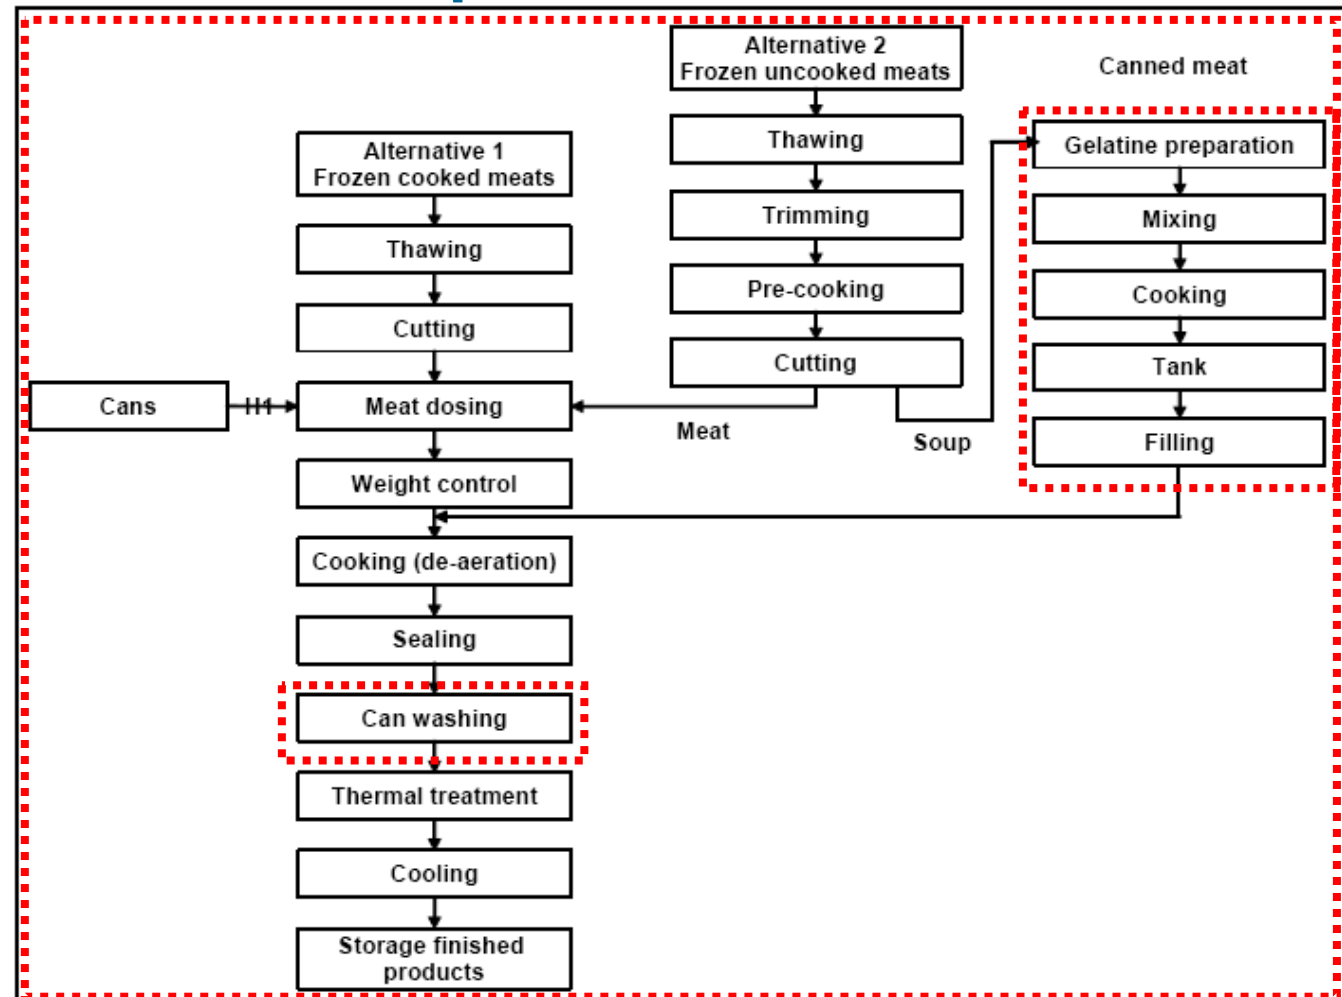 Alternative 2
Frozen uncooked meats
Canned meat
Alternative 1
Frozen cooked meats
Thawing
Gelatine preparation
Trimming
Mixing
Thawing
Pre-cooking
Cooking
Cutting
Cutting
Tank
Cans
H1
Meat dosing
Meat
Soup
Filling
Weight control
Cooking (de-aeration)
Sealing
Can washing
Thermal treatment
Cooling
Storage finished
products